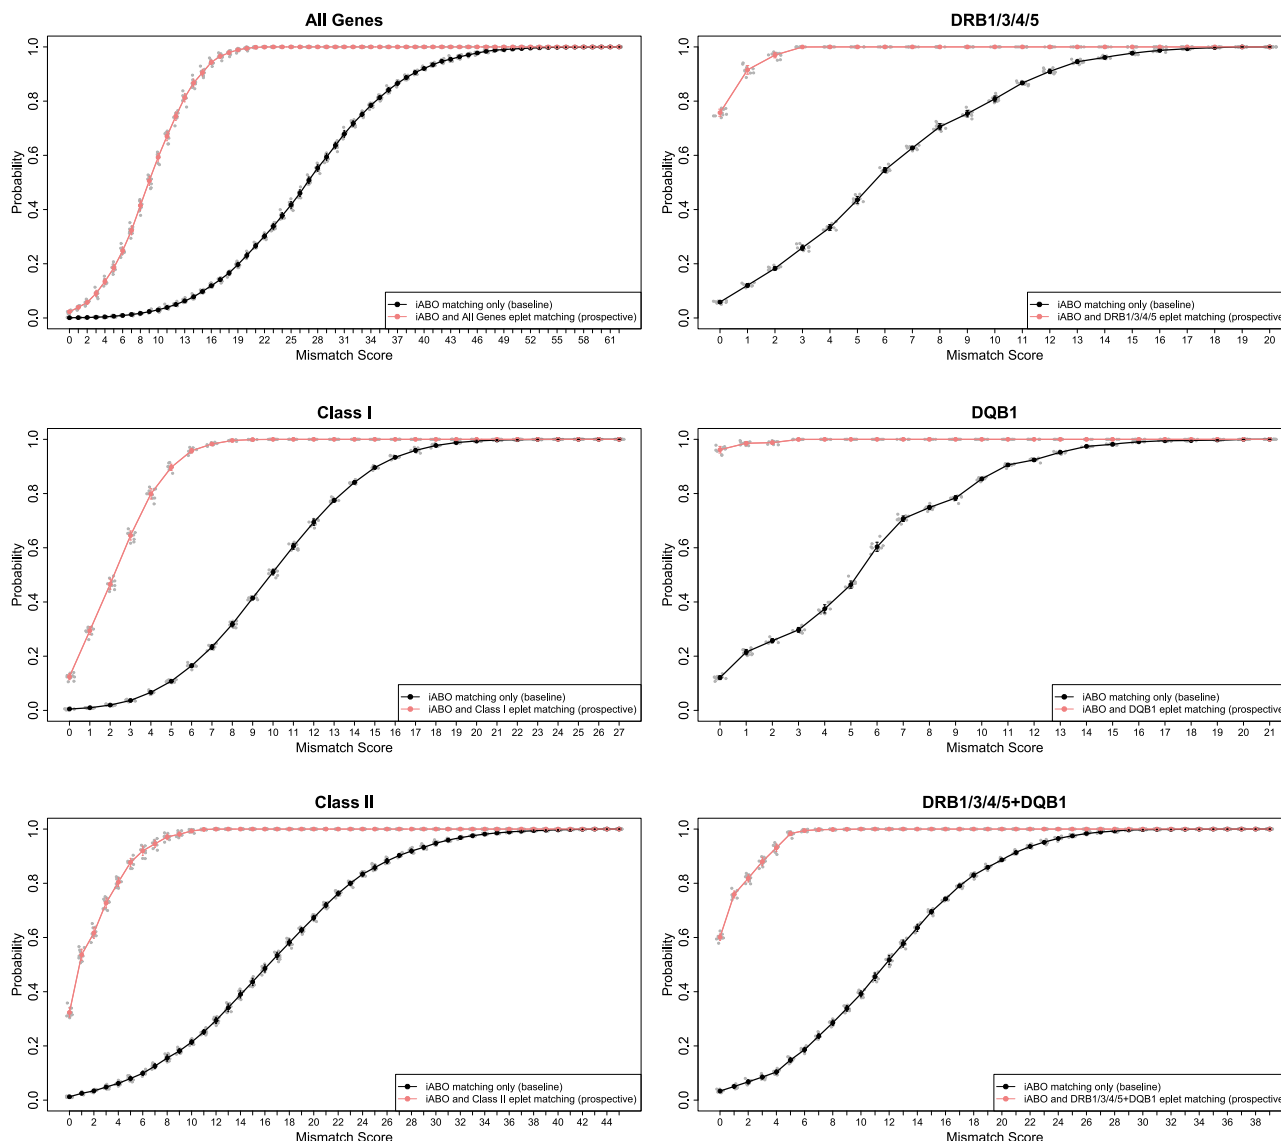 All Genes
Probability
0.0 0.2 0.4 0.6 0.8 1.0
iABO matching only (baseline)
iABO and All Genes eplet matching (prospective)
0 2 4 6 8 10 12 14 16 19 22 25 28 31 34 37 40 43 46 49 52 55 58 61
Mismatch Score
DRB1/3/4/5
Probability
0.0 0.2 0.4 0.6 0.8 1.0
iABO matching only (baseline)
iABO and DRB1/3/4/5 eplet matching (prospective
0 1 2 3 4 5 6 7 8 9 10 11 12 13 14 15 16 17 18 19 20
Mismatch Score
Class I
Probability
0.0 0.2 0.4 0.6 0.8 1.0
iABO matching only (baseline)
iABO and Class I eplet matching (prospective)
0 1 2 3 4 5 6 7 8 9 10 11 12 13 14 15 16 17 18 19 20 21 22 23 24 25 26 27
Mismatch Score
DQB1
Probability
0.0 0.2 0.4 0.6 0.8 1.0
iABO matching only (baseline)
iABO and DQB1 eplet matching (prospective
0 1 2 3 4 5 6 7 8 9 10 11 12 13 14 15 16 17 18 19 20 21
Mismatch Score
Class II
Probability
0.0 0.2 0.4 0.6 0.8 1.0
iABO matching only (baseline)
iABO and Class II eplet matching (prospective)
0 2 4 6 8 10 12 14 16 18 20 22 24 26 28 30 32 34 36 38 40 42 44
Mismatch Score
DRB1/3/4/5+DQB1
Probability
0.0 0.2 0.4 0.6 0.8 1.0
iABO matching only (baseline)
iABO and DRB1/3/4/5+DQB1 eplet matching (prospective
0 2 4 6 8 10 12 14 16 18 20 22 24 26 28 30 32 34 36 38
Mismatch Score